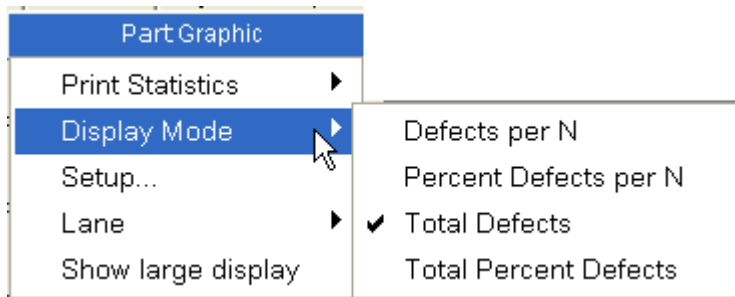 Part Graphic
Print Statistics
Display Mode
Setup...
Lane
Show large display
Defects per N
Percent Defects per N
Total Defects
Total Percent Defects